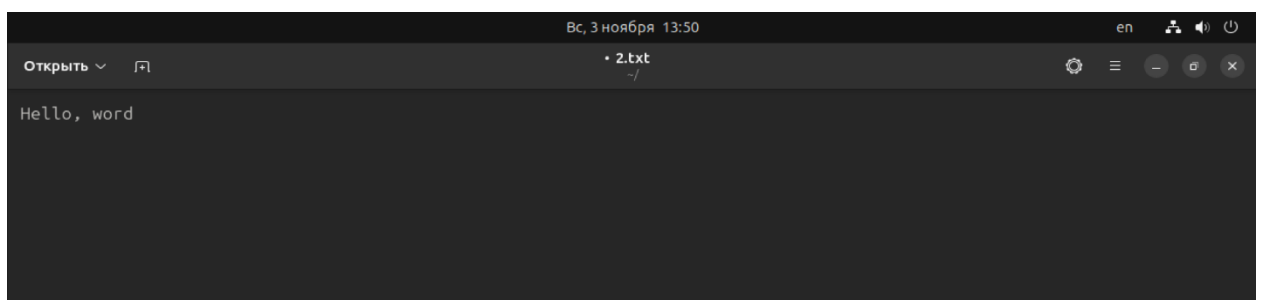 Вс, 3 ноября 13:50
en
Открыть
• 2.txt
~/
Hello, word